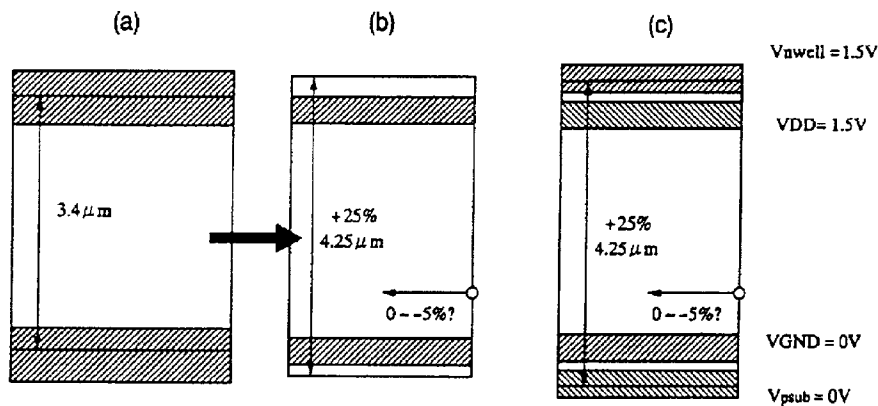 (a)
(b)
(c)
Vnwell = 1.5V
VDD= 1.5V
3.4μm
+25%
4.25μm
+25%
4.25μm
0 ~ -5%?
0 ~ -5%?
VGND = 0V
Vpsub = 0V